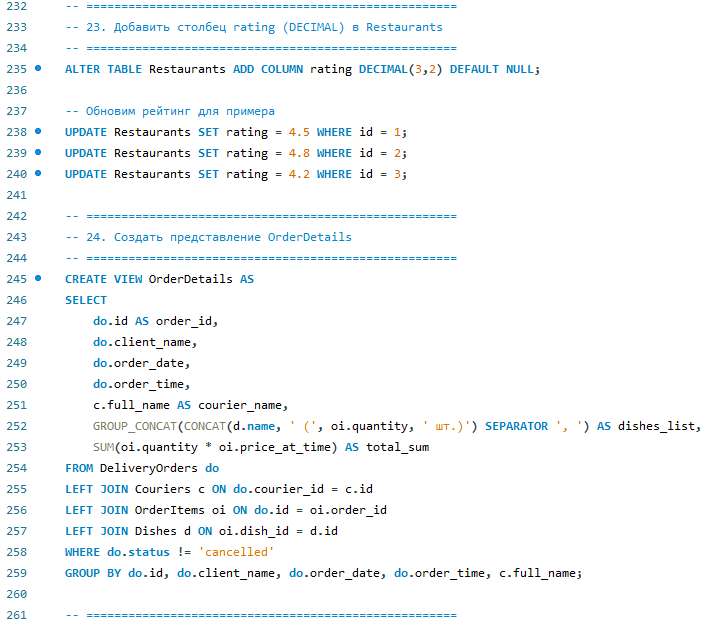 232 -- =====================================================
233 -- 23. Добавить столбец rating (DECIMAL) в Restaurants
234 -- =====================================================
235 ALTER TABLE Restaurants ADD COLUMN rating DECIMAL(3,2) DEFAULT NULL;
236
237 -- Обновим рейтинг для примера
238 UPDATE Restaurants SET rating = 4.5 WHERE id = 1;
239 UPDATE Restaurants SET rating = 4.8 WHERE id = 2;
240 UPDATE Restaurants SET rating = 4.2 WHERE id = 3;
241
242 -- =====================================================
243 -- 24. Создать представление OrderDetails
244 -- =====================================================
245 CREATE VIEW OrderDetails AS
246 SELECT
247     do.id AS order_id,
248     do.client_name,
249     do.order_date,
250     do.order_time,
251     c.full_name AS courier_name,
252     GROUP_CONCAT(CONCAT(d.name, ' (', oi.quantity, ' шт.)') SEPARATOR ', ') AS dishes_list,
253     SUM(oi.quantity * oi.price_at_time) AS total_sum
254 FROM DeliveryOrders do
255 LEFT JOIN Couriers c ON do.courier_id = c.id
256 LEFT JOIN OrderItems oi ON do.id = oi.order_id
257 LEFT JOIN Dishes d ON oi.dish_id = d.id
258 WHERE do.status != 'cancelled'
259 GROUP BY do.id, do.client_name, do.order_date, do.order_time, c.full_name;
260
261 -- =====================================================